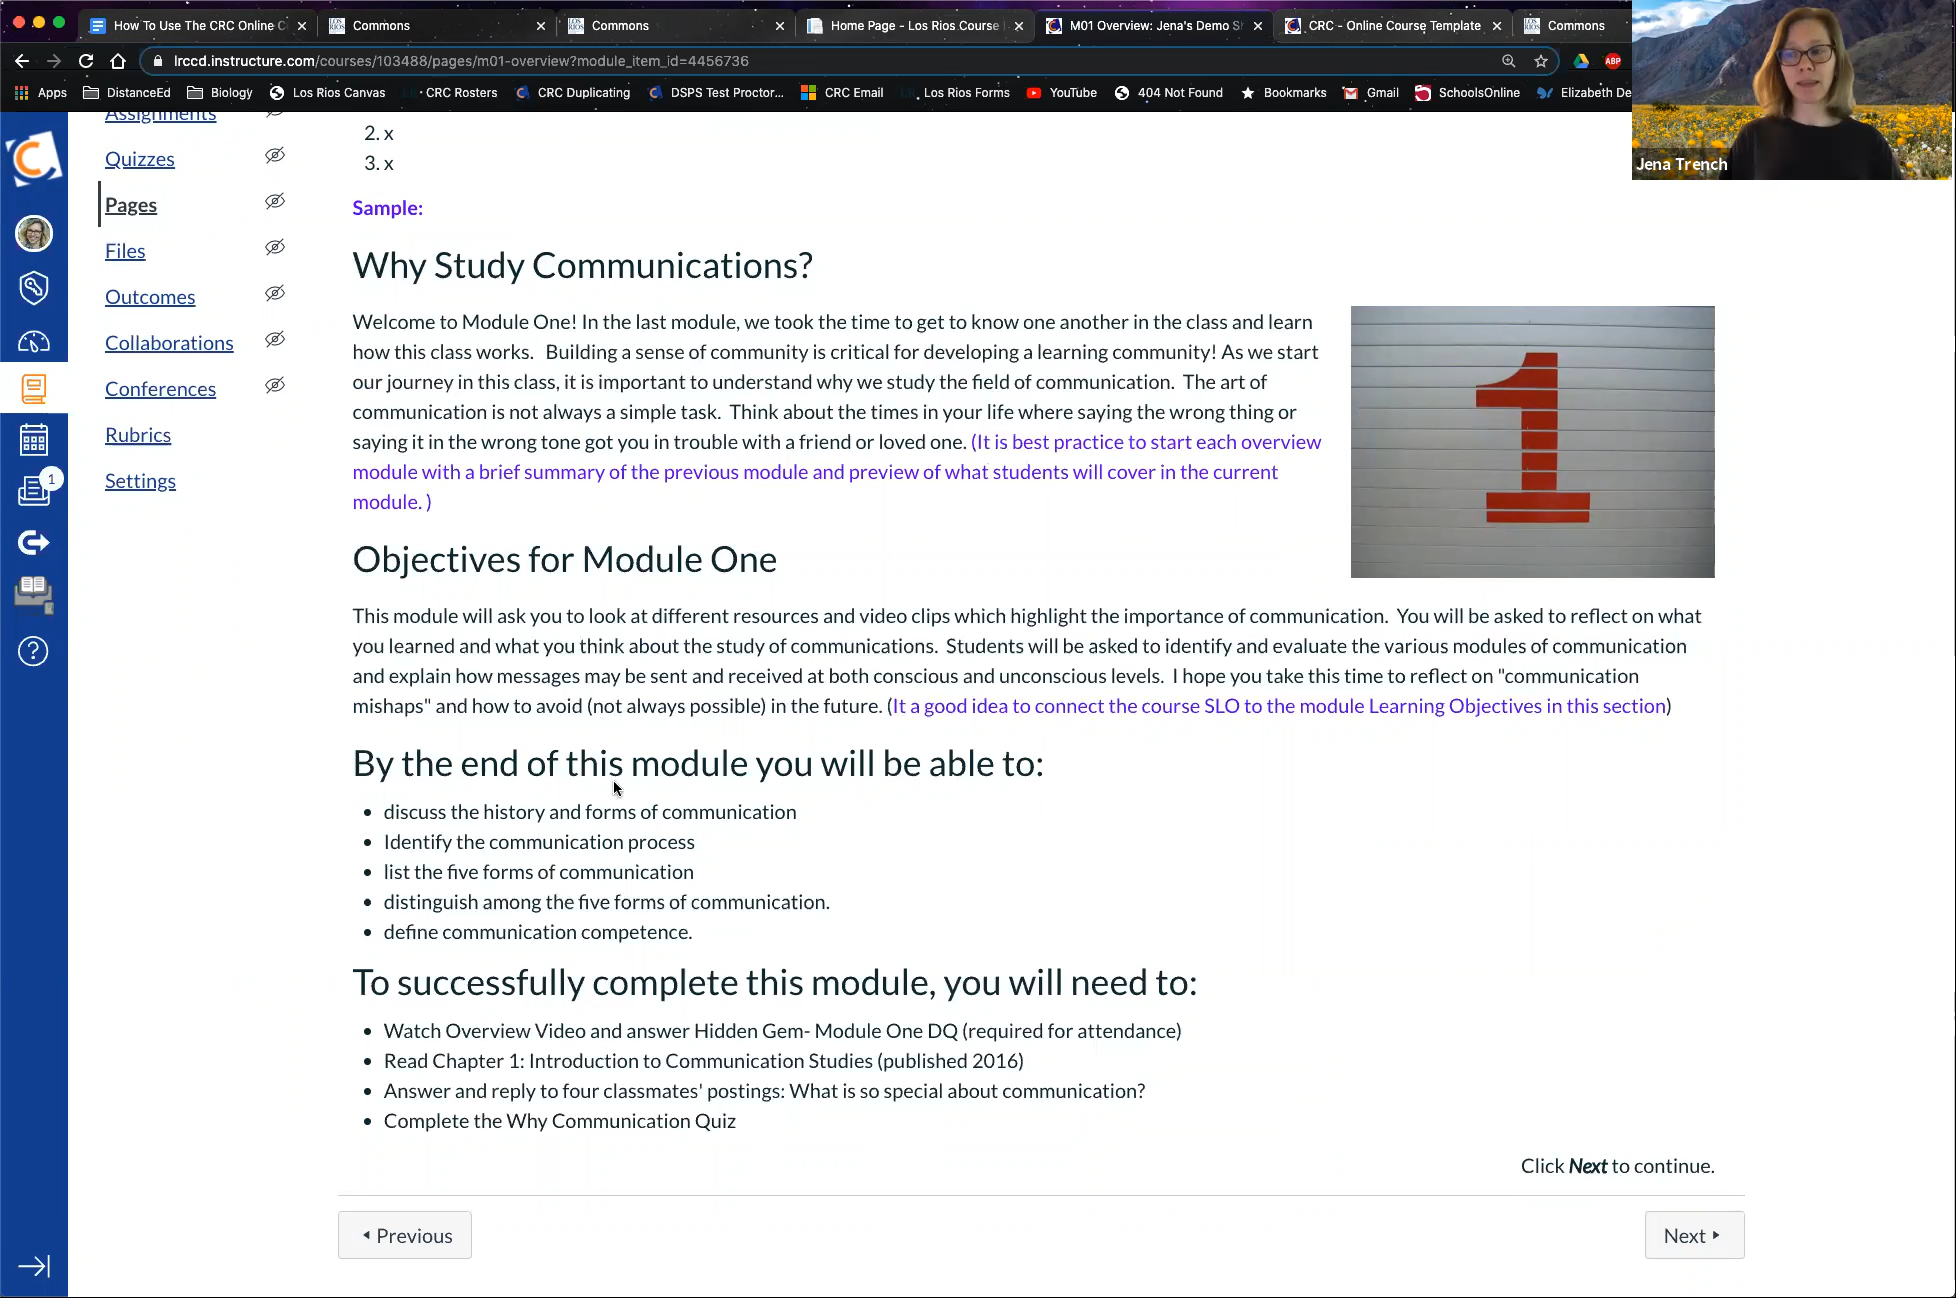 How To Use The CRC Online C
Commons
Commons
Home Page - Los Rios Course
M01 Overview: Jena's Demo S
CRC - Online Course Template
Commons
lrccd.instructure.com/courses/103488/pages/m01-overview?module_item_id=4456736
ABP
Apps
DistanceEd
Biology
Los Rios Canvas
CRC Rosters
CRC Duplicating
DSPS Test Proctor...
CRC Email
Los Rios Forms
YouTube
404 Not Found
Bookmarks
Gmail
SchoolsOnline
Elizabeth De
Jena Trench
Assignments
Quizzes
Pages
Files
Outcomes
Collaborations
Conferences
Rubrics
Settings
1
2. x
3. x
Sample:
Why Study Communications?
Welcome to Module One! In the last module, we took the time to get to know one another in the class and learn
how this class works. Building a sense of community is critical for developing a learning community! As we start
our journey in this class, it is important to understand why we study the field of communication. The art of
communication is not always a simple task. Think about the times in your life where saying the wrong thing or
saying it in the wrong tone got you in trouble with a friend or loved one. (It is best practice to start each overview
module with a brief summary of the previous module and preview of what students will cover in the current
module. )
1
Objectives for Module One
This module will ask you to look at different resources and video clips which highlight the importance of communication. You will be asked to reflect on what
you learned and what you think about the study of communications. Students will be asked to identify and evaluate the various modules of communication
and explain how messages may be sent and received at both conscious and unconscious levels. I hope you take this time to reflect on "communication
mishaps" and how to avoid (not always possible) in the future. (It a good idea to connect the course SLO to the module Learning Objectives in this section)
By the end of this module you will be able to:
• discuss the history and forms of communication
• Identify the communication process
• list the five forms of communication
• distinguish among the five forms of communication.
• define communication competence.
To successfully complete this module, you will need to:
• Watch Overview Video and answer Hidden Gem- Module One DQ (required for attendance)
• Read Chapter 1: Introduction to Communication Studies (published 2016)
• Answer and reply to four classmates' postings: What is so special about communication?
• Complete the Why Communication Quiz
Click Next to continue.
Previous
Next